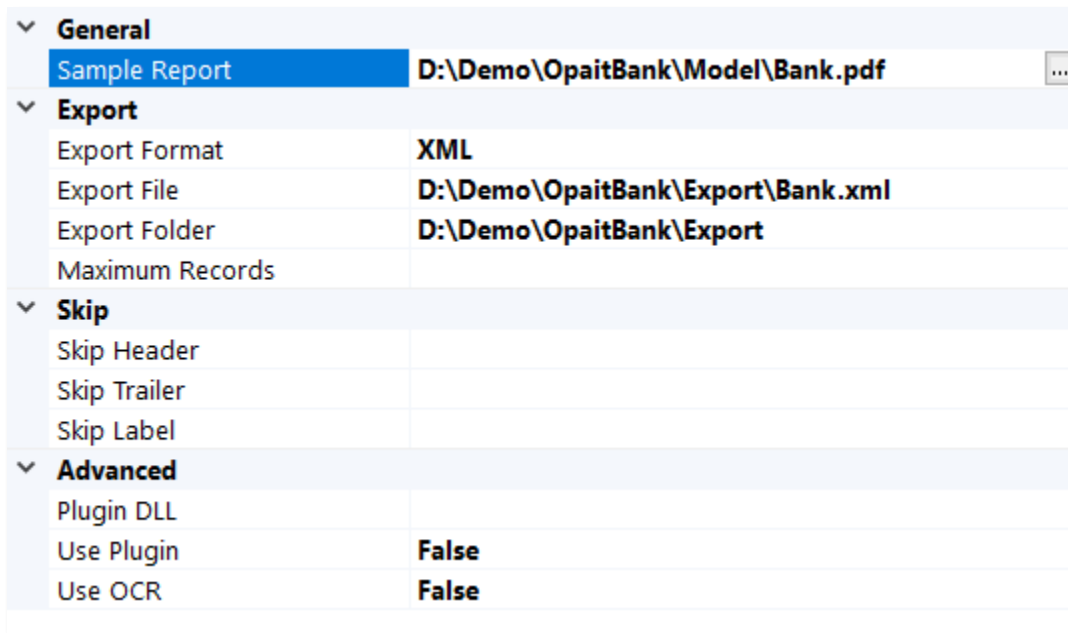 General
Sample Report D:\Demo\OpaitBank\Model\Bank.pdf ...
Export
Export Format XML
Export File D:\Demo\OpaitBank\Export\Bank.xml
Export Folder D:\Demo\OpaitBank\Export
Maximum Records
Skip
Skip Header
Skip Trailer
Skip Label
Advanced
Plugin DLL
Use Plugin False
Use OCR False